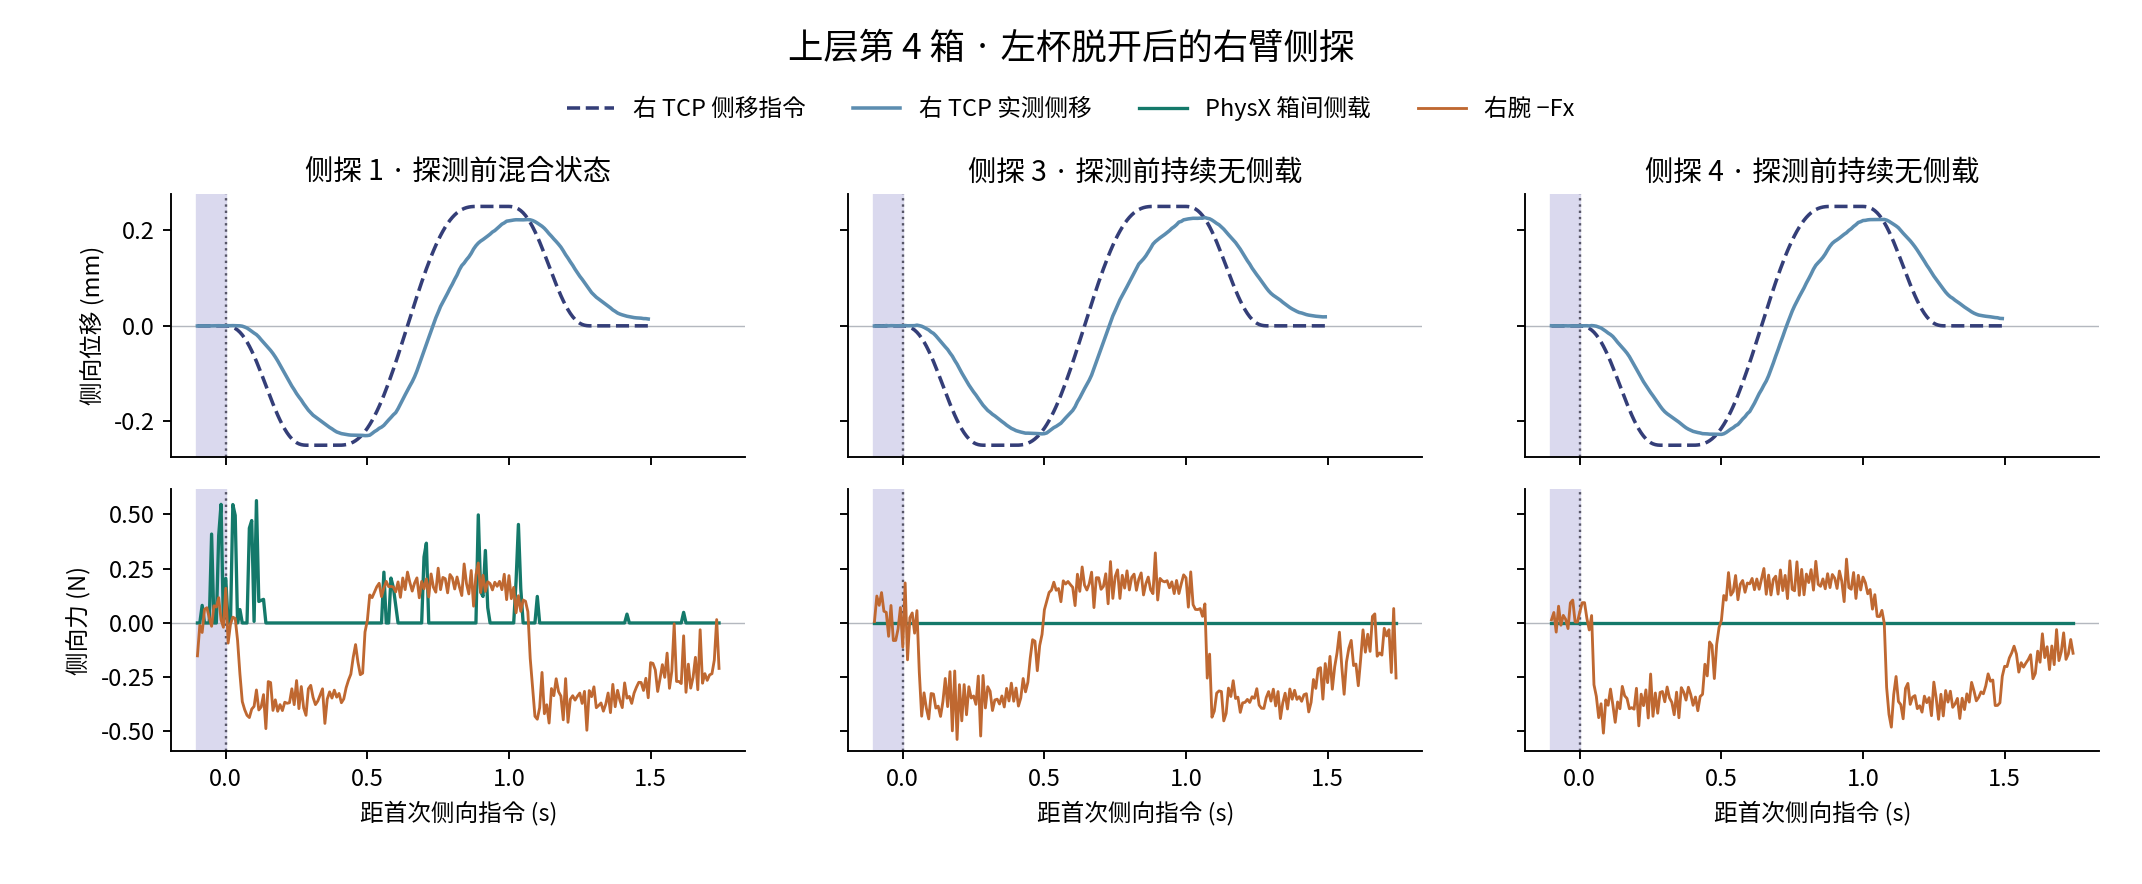 上层第 4 箱 · 左杯脱开后的右臂侧探
右 TCP 侧移指令 右 TCP 实测侧移 PhysX 箱间侧载 右腕 −Fx
侧探 1 · 探测前混合状态
侧探 3 · 探测前持续无侧载
侧探 4 · 探测前持续无侧载
侧向位移 (mm)
0.2
0.0
-0.2
侧向力 (N)
0.50
0.25
0.00
-0.25
-0.50
0.0 0.5 1.0 1.5
0.0 0.5 1.0 1.5
0.0 0.5 1.0 1.5
距首次侧向指令 (s)
距首次侧向指令 (s)
距首次侧向指令 (s)